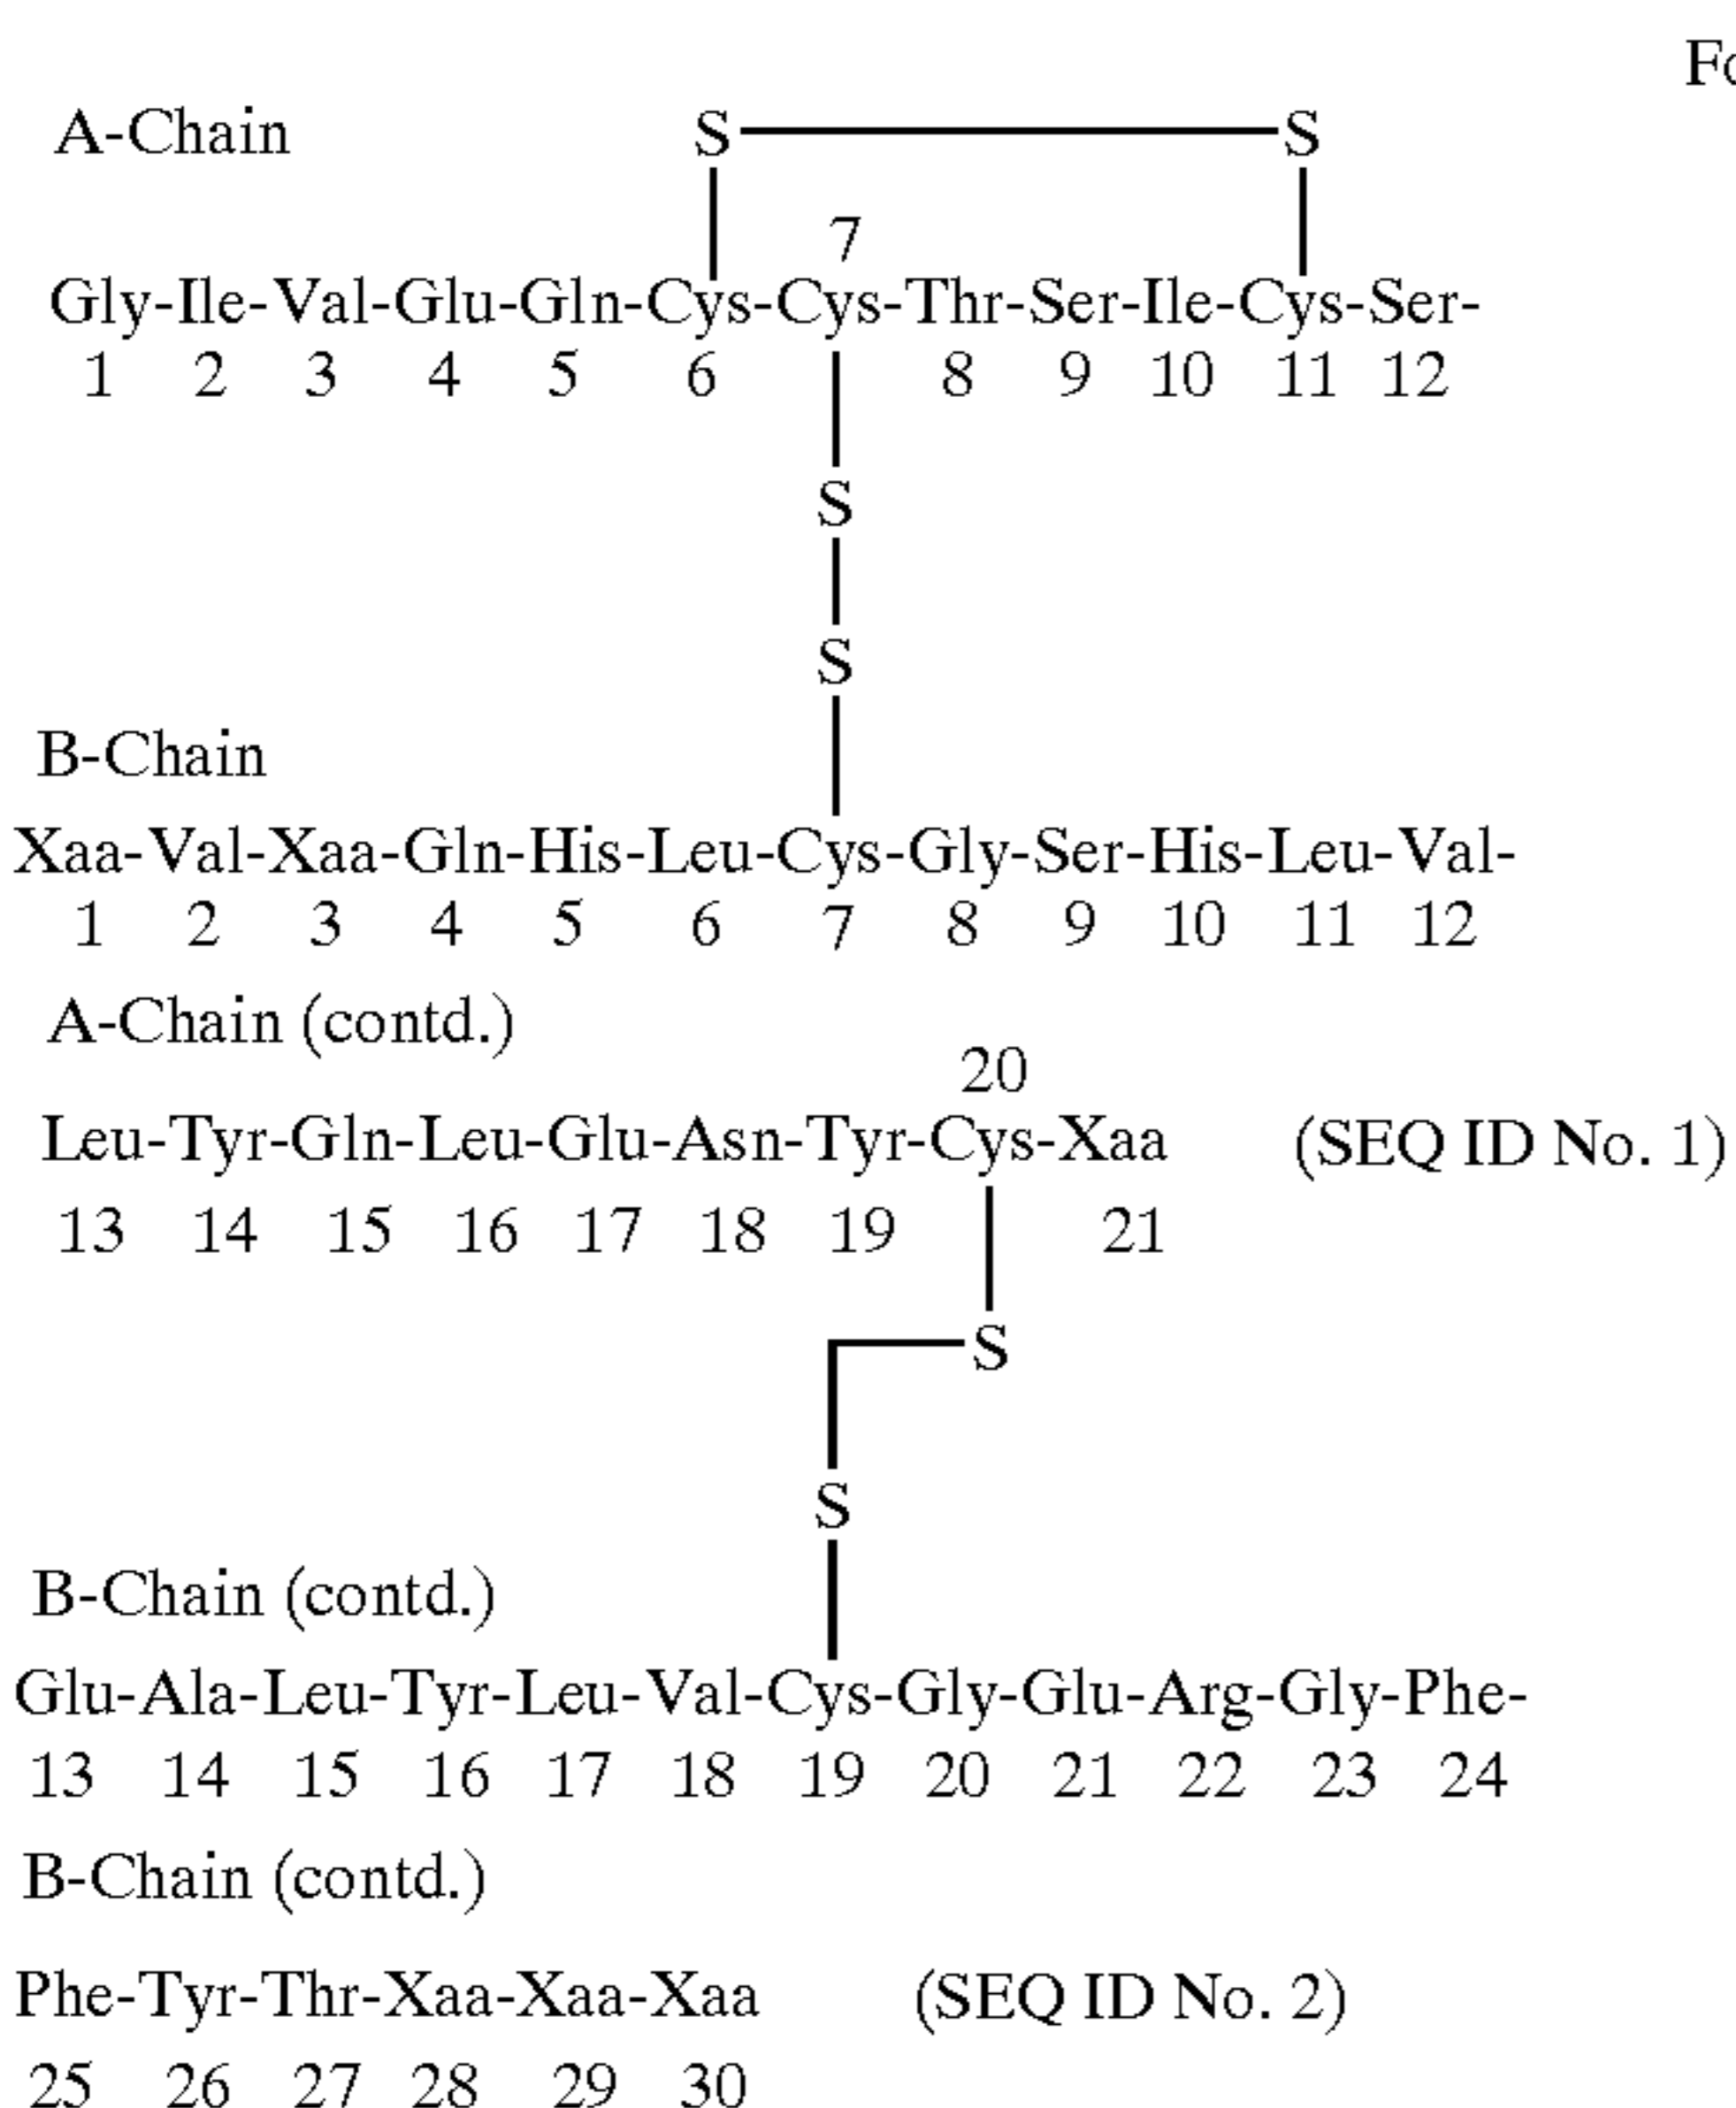 Fo
A-Chain
S S
7
Gly-Ile-Val-Glu-Gln-Cys-Cys-Thr-Ser-Ile-Cys-Ser-
1 2 3 4 5 6 8 9 10 11 12
S
S
B-Chain
Xaa-Val-Xaa-Gln-His-Leu-Cys-Gly-Ser-His-Leu-Val-
1 2 3 4 5 6 7 8 9 10 11 12
A-Chain (contd.)
20
Leu-Tyr-Gln-Leu-Glu-Asn-Tyr-Cys-Xaa (SEQ ID No. 1)
13 14 15 16 17 18 19 21
S
S
B-Chain (contd.)
Glu-Ala-Leu-Tyr-Leu-Val-Cys-Gly-Glu-Arg-Gly-Phe-
13 14 15 16 17 18 19 20 21 22 23 24
B-Chain (contd.)
Phe-Tyr-Thr-Xaa-Xaa-Xaa (SEQ ID No. 2)
25 26 27 28 29 30